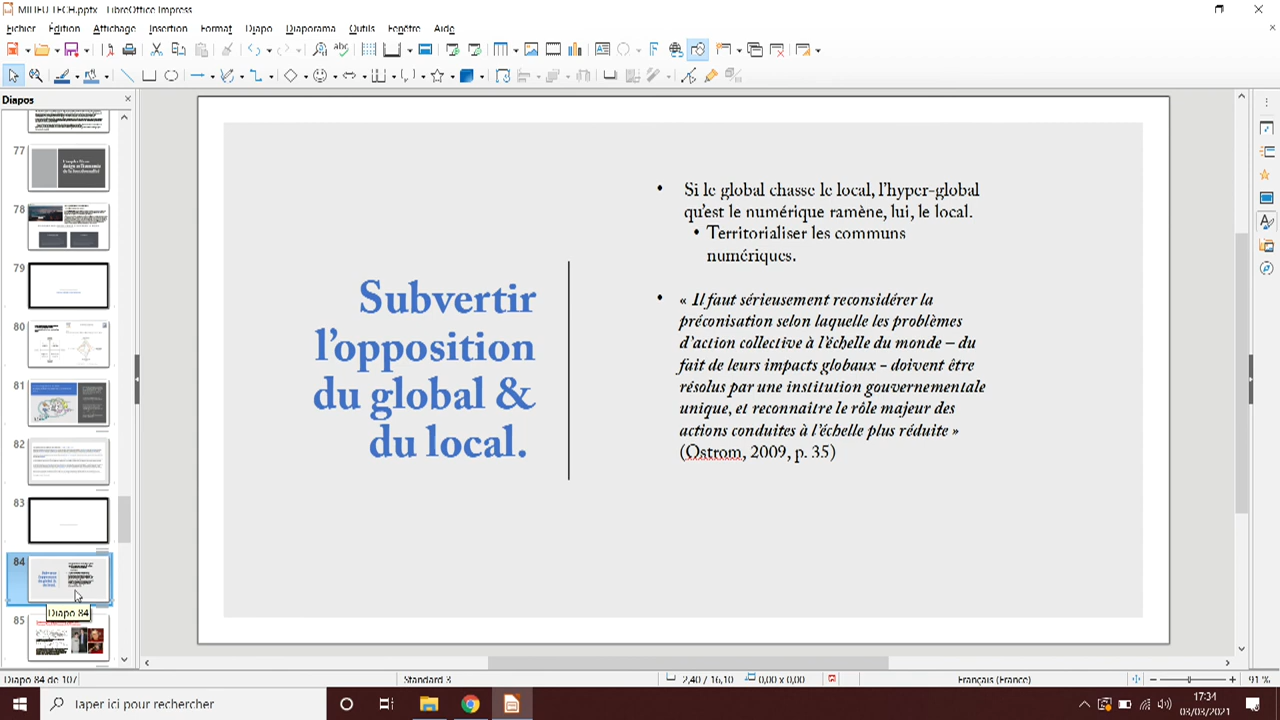 MILIEU TECH.pptx - LibreOffice Impress
Fichier Édition Affichage Insertion Format Diapo Diaporama Outils Fenêtre Aide
Diapos
77
78
79
80
81
82
83
84
Diapo 84
85
Subvertir
l'opposition
du global &
du local.
• Si le global chasse le local, l'hyper-global
qu'est le numérique ramène, lui, le local.
• Territorialiser les communs
numériques.
• « Il faut sérieusement reconsidérer la
préconisation selon laquelle les problèmes
d'action collective à l'échelle du monde – du
fait de leurs impacts globaux - doivent être
résolus par une institution gouvernementale
unique, et reconnaître le rôle majeur des
actions conduites à l'échelle plus réduite »
(Ostrom, 2009, p. 35)
Diapo 84 de 107
Standard 3
2,40 / 16,10
0,00 x 0,00
Français (France)
91 %
Taper ici pour rechercher
17:34
03/03/2021